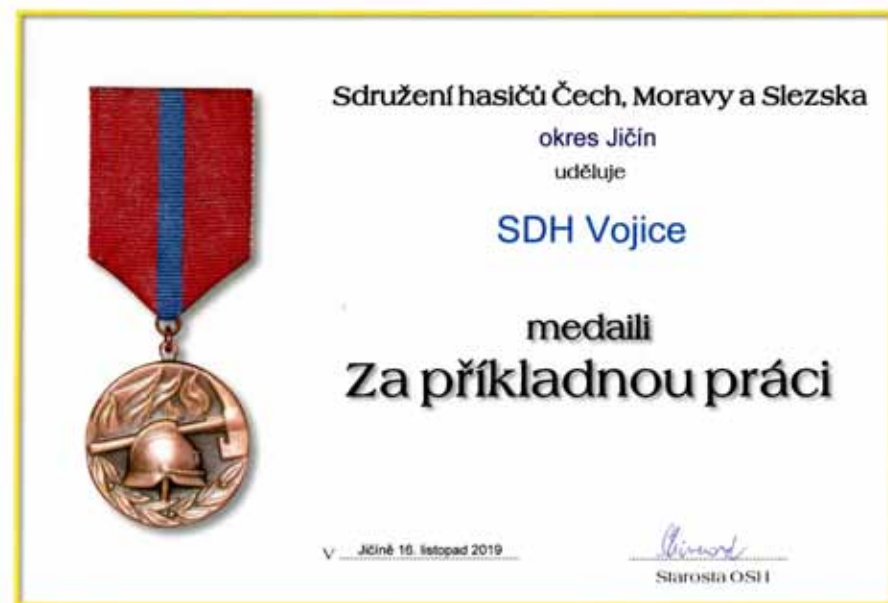 Sdružení hasičů Čech, Moravy a Slezska
okres Jičín
uděluje
SDH Vojice
medaili
Za příkladnou práci
V Jičíně 16. listopad 2019
Starosta OSH